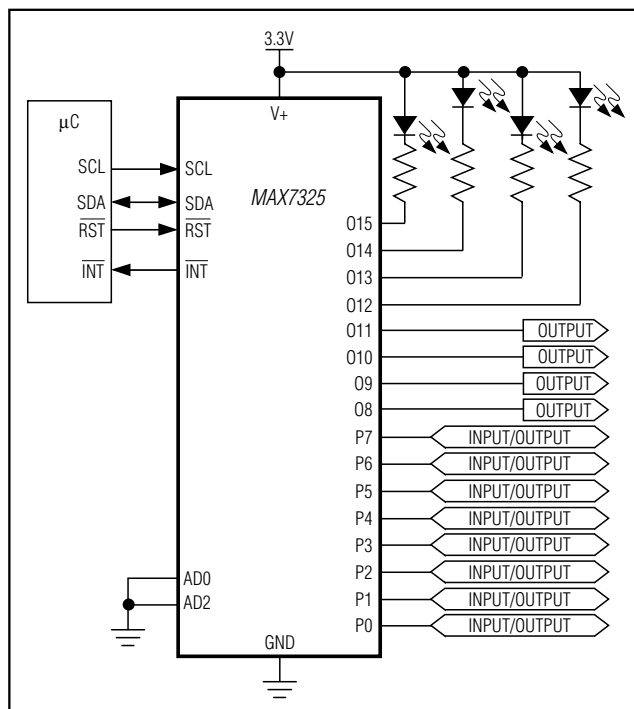 3.3V
μC
V+
SCL
SCL
SDA
SDA
MAX7325
RST
RST
INT
INT
O15
O14
O13
O12
O11
OUTPUT
O10
OUTPUT
O9
OUTPUT
O8
OUTPUT
P7
INPUT/OUTPUT
P6
INPUT/OUTPUT
P5
INPUT/OUTPUT
P4
INPUT/OUTPUT
P3
INPUT/OUTPUT
AD0
P2
INPUT/OUTPUT
AD2
P1
INPUT/OUTPUT
P0
INPUT/OUTPUT
GND